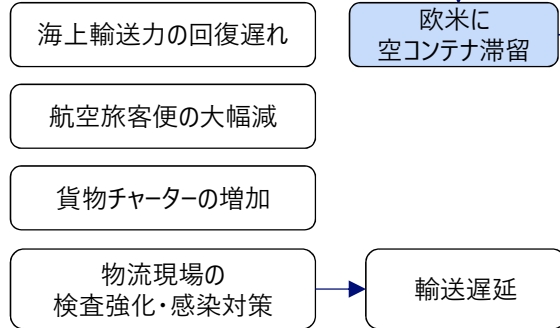 海上輸送力の回復遅れ
欧米に
空コンテナ滞留
航空旅客便の大幅減
貨物チャーターの増加
物流現場の
検査強化・感染対策
輸送遅延